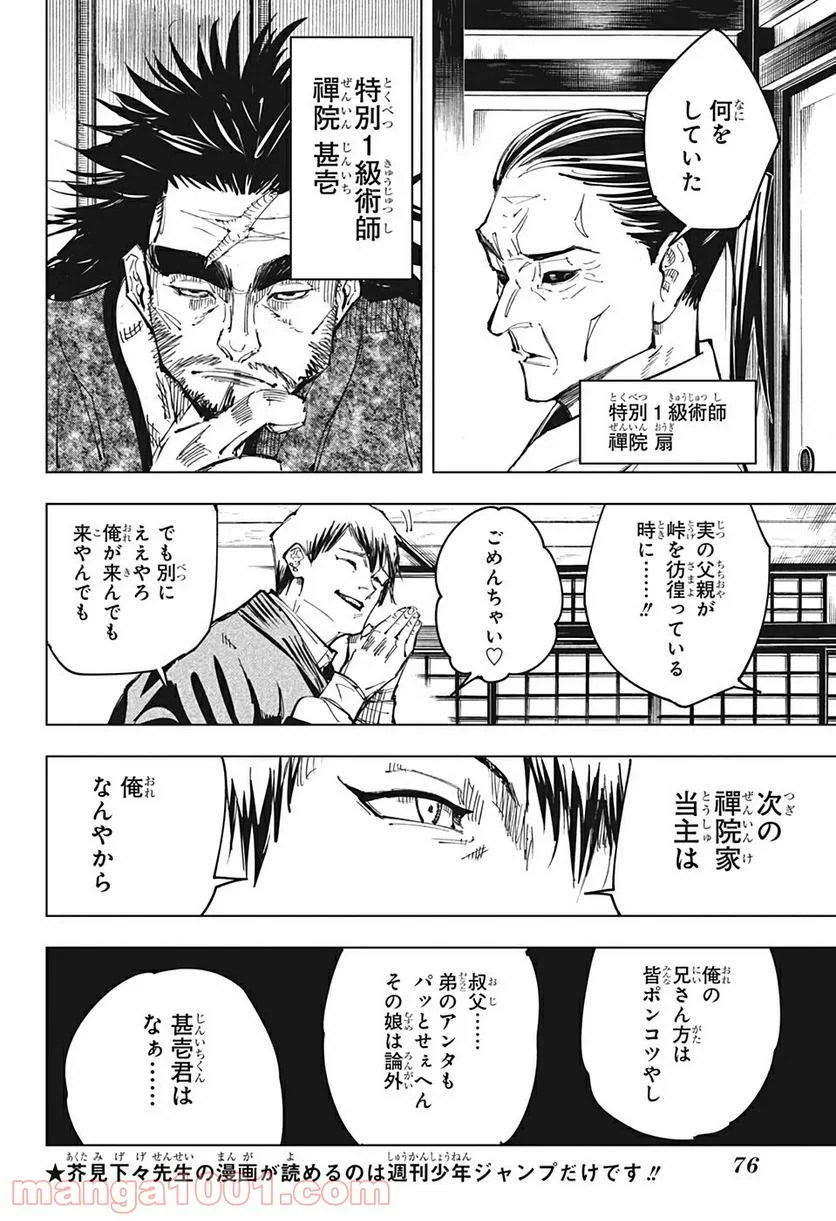 何を
していた
特別1級術師
禪院 扇
特別1級術師
禪院 甚壱
実の父親が
峠を彷徨っている
時に……!!
ごめんちゃい♡
でも別に
ええやろ
俺が来んでも
来やんでも
次の
禪院家
当主は
俺
なんやから
俺の
兄さん方は
皆ポンコツやし
叔父……
弟のアンタも
パッとせぇへん
その娘は論外
甚壱君は
なぁ……
★芥見下々先生の漫画が読めるのは週刊少年ジャンプだけです!!
76
manga1001.com